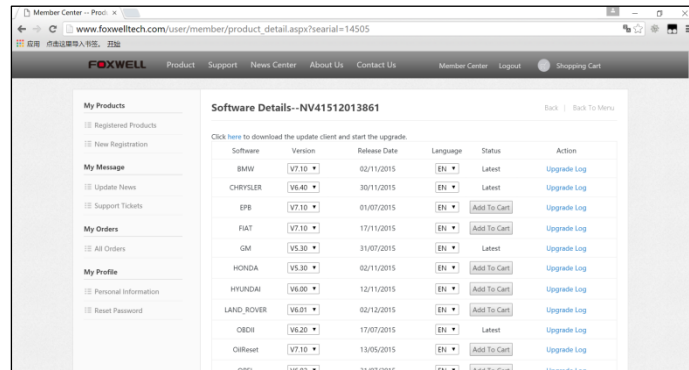 Member Center -- Prod
www.foxwelltech.com/user/member/product_detail.aspx?searial=14505
应用 点击这里导入书签。 开始
FOXWELL Product Support News Center About Us Contact Us Member Center Logout Shopping Cart
My Products
Registered Products
New Registration
My Message
Update News
Support Tickets
My Orders
All Orders
My Profile
Personal Information
Reset Password
Software Details--NV41512013861 Back | Back To Menu
Click here to download the update client and start the upgrade.
Software Version Release Date Language Status Action
BMW V7.10 02/11/2015 EN Latest Upgrade Log
CHRYSLER V6.40 30/11/2015 EN Latest Upgrade Log
EPB V7.10 01/07/2015 EN Add To Cart Upgrade Log
FIAT V7.10 17/11/2015 EN Add To Cart Upgrade Log
GM V5.30 31/07/2015 EN Latest Upgrade Log
HONDA V5.30 02/11/2015 EN Add To Cart Upgrade Log
HYUNDAI V6.00 12/11/2015 EN Add To Cart Upgrade Log
LAND_ROVER V6.01 02/12/2015 EN Add To Cart Upgrade Log
OBDII V6.20 17/07/2015 EN Latest Upgrade Log
OilReset V7.10 13/05/2015 EN Add To Cart Upgrade Log